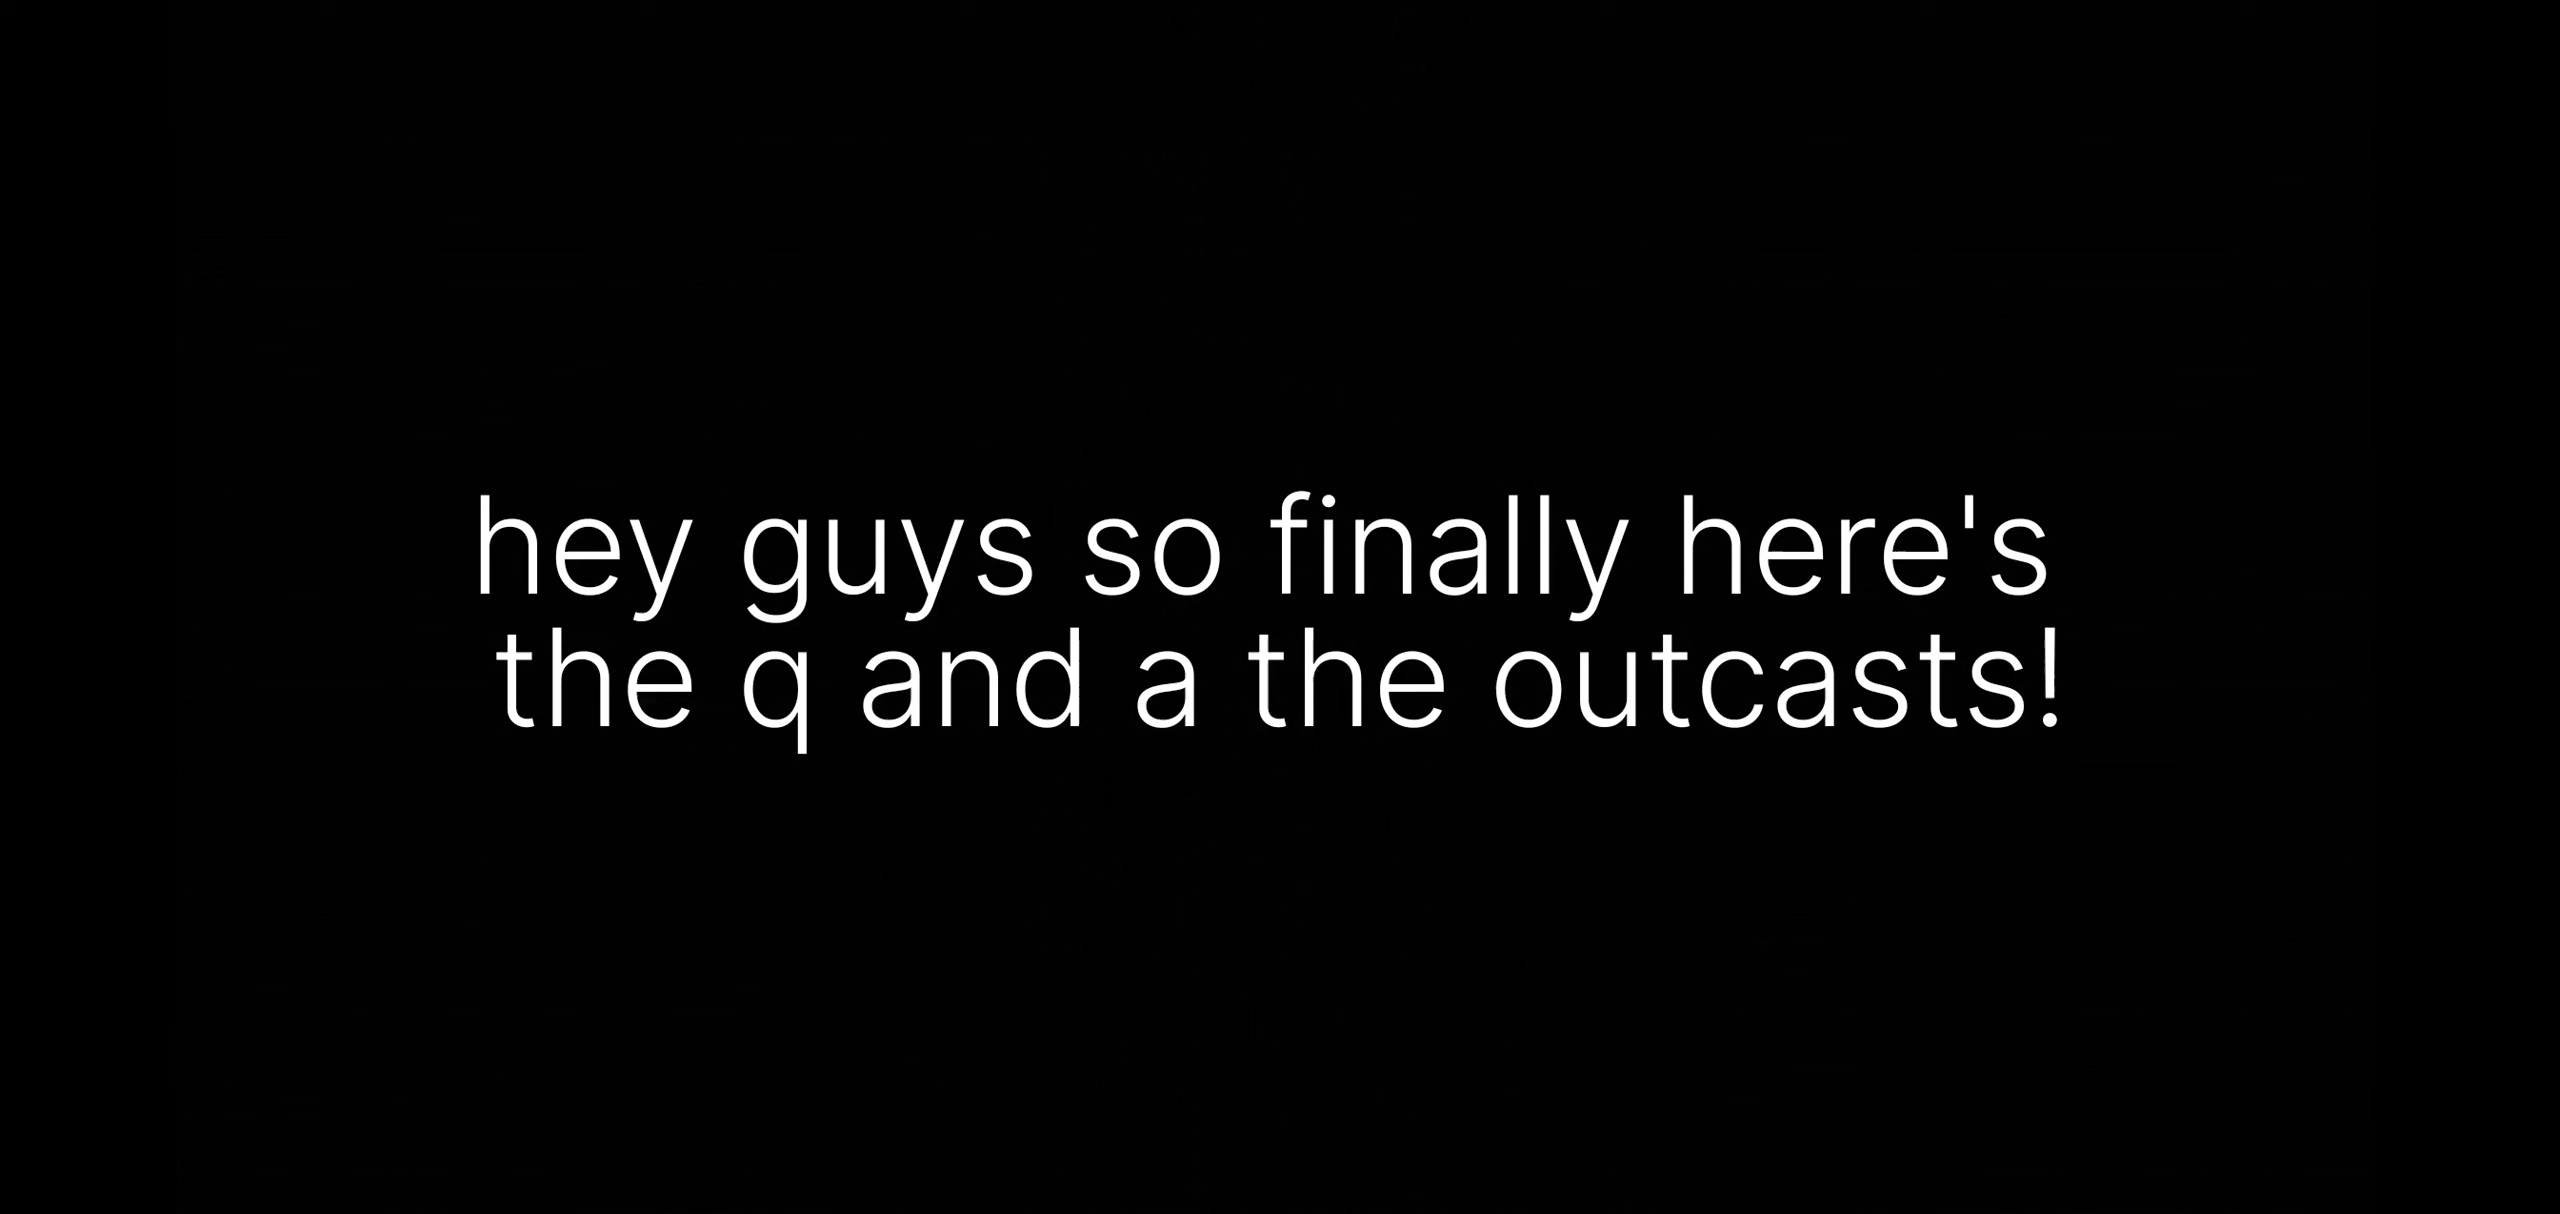 hey guys so finally here's
the q and a the outcasts!